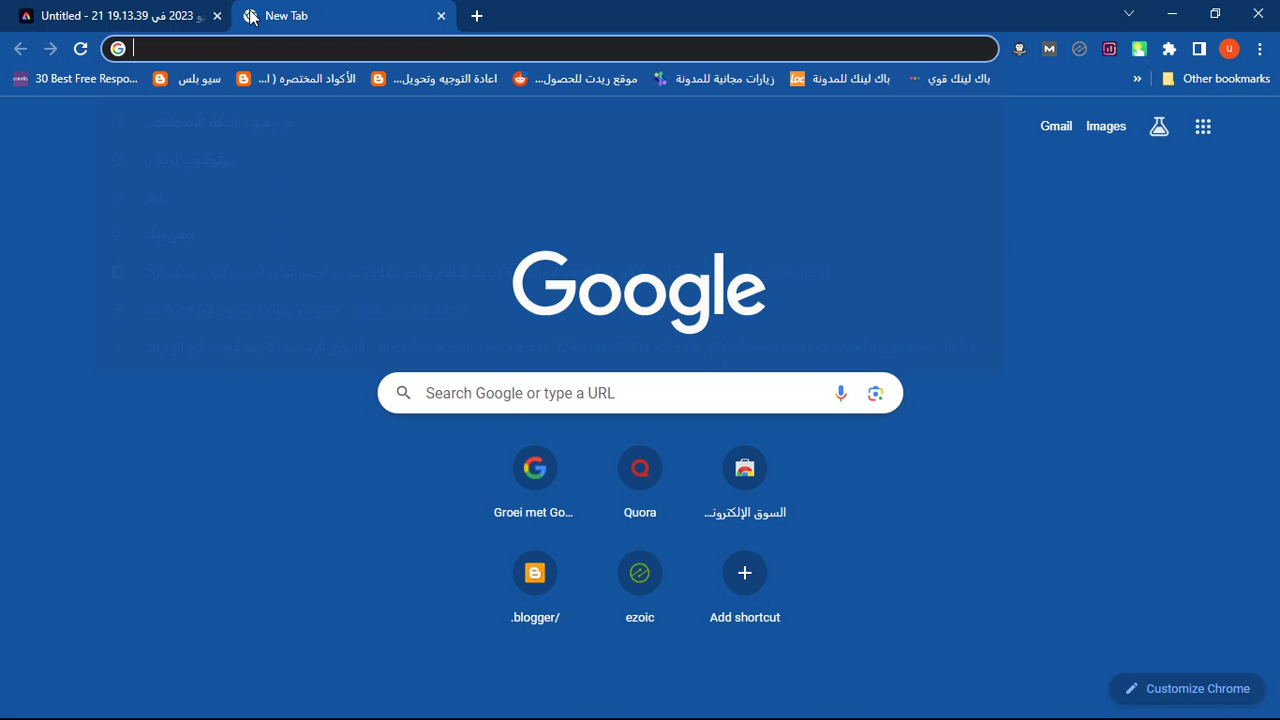 Untitled - 21 يو 2023 في 19.13.39
New Tab
30 Best Free Respo...
سيو بلس
الأكواد المختصره ( ا...
اعادة التوجيه وتحويل...
موقع ريدت للحصول...
زيارات مجانية للمدونة
باك لينك للمدونة
باك لينك قوي
»
Other bookmarks
Gmail
Images
Google
Search Google or type a URL
Groei met Go...
Quora
السوق الإلكترونـ...
.blogger/
ezoic
Add shortcut
Customize Chrome